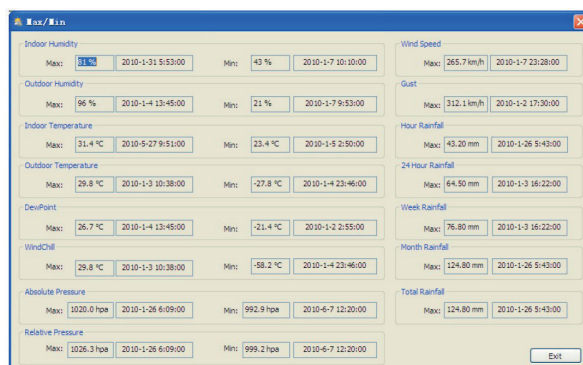 Max/Min
Indoor Humidity
Max: 81 % 2010-1-31 5:53:00 Min: 43 % 2010-1-7 10:10:00
Outdoor Humidity
Max: 96 % 2010-1-4 13:45:00 Min: 21 % 2010-1-7 9:53:00
Indoor Temperature
Max: 31.4 °C 2010-5-27 9:51:00 Min: 23.4 °C 2010-1-5 2:50:00
Outdoor Temperature
Max: 29.8 °C 2010-1-3 10:38:00 Min: -27.8 °C 2010-1-4 23:46:00
DewPoint
Max: 26.7 °C 2010-1-4 13:45:00 Min: -21.4 °C 2010-1-2 2:55:00
WindChill
Max: 29.8 °C 2010-1-3 10:38:00 Min: -58.2 °C 2010-1-4 23:46:00
Absolute Pressure
Max: 1020.0 hpa 2010-1-26 6:09:00 Min: 992.9 hpa 2010-6-7 12:20:00
Relative Pressure
Max: 1026.3 hpa 2010-1-26 6:09:00 Min: 999.2 hpa 2010-6-7 12:20:00
Wind Speed
Max: 265.7 km/h 2010-1-7 23:28:00
Gust
Max: 312.1 km/h 2010-1-2 17:30:00
Hour Rainfall
Max: 43.20 mm 2010-1-26 5:43:00
24 Hour Rainfall
Max: 64.50 mm 2010-1-3 16:22:00
Week Rainfall
Max: 76.80 mm 2010-1-3 16:22:00
Month Rainfall
Max: 124.80 mm 2010-1-26 5:43:00
Total Rainfall
Max: 124.80 mm 2010-1-26 5:43:00
Exit